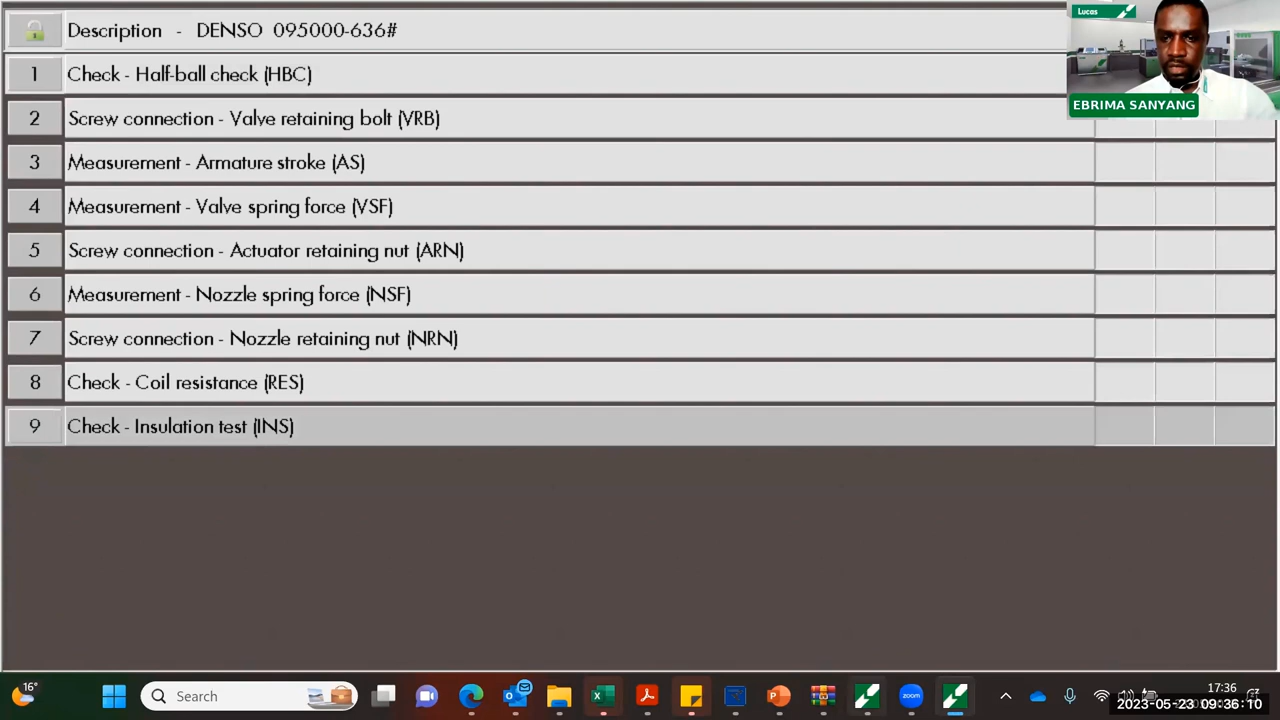 Description - DENSO 095000-636#
Lucas
EBRIMA SANYANG
1 Check - Half-ball check (HBC)
2 Screw connection - Valve retaining bolt (VRB)
3 Measurement - Armature stroke (AS)
4 Measurement - Valve spring force (VSF)
5 Screw connection - Actuator retaining nut (ARN)
6 Measurement - Nozzle spring force (NSF)
7 Screw connection - Nozzle retaining nut (NRN)
8 Check - Coil resistance (RES)
9 Check - Insulation test (INS)
16°
Search
17:36
2023-05-23 09:36:10